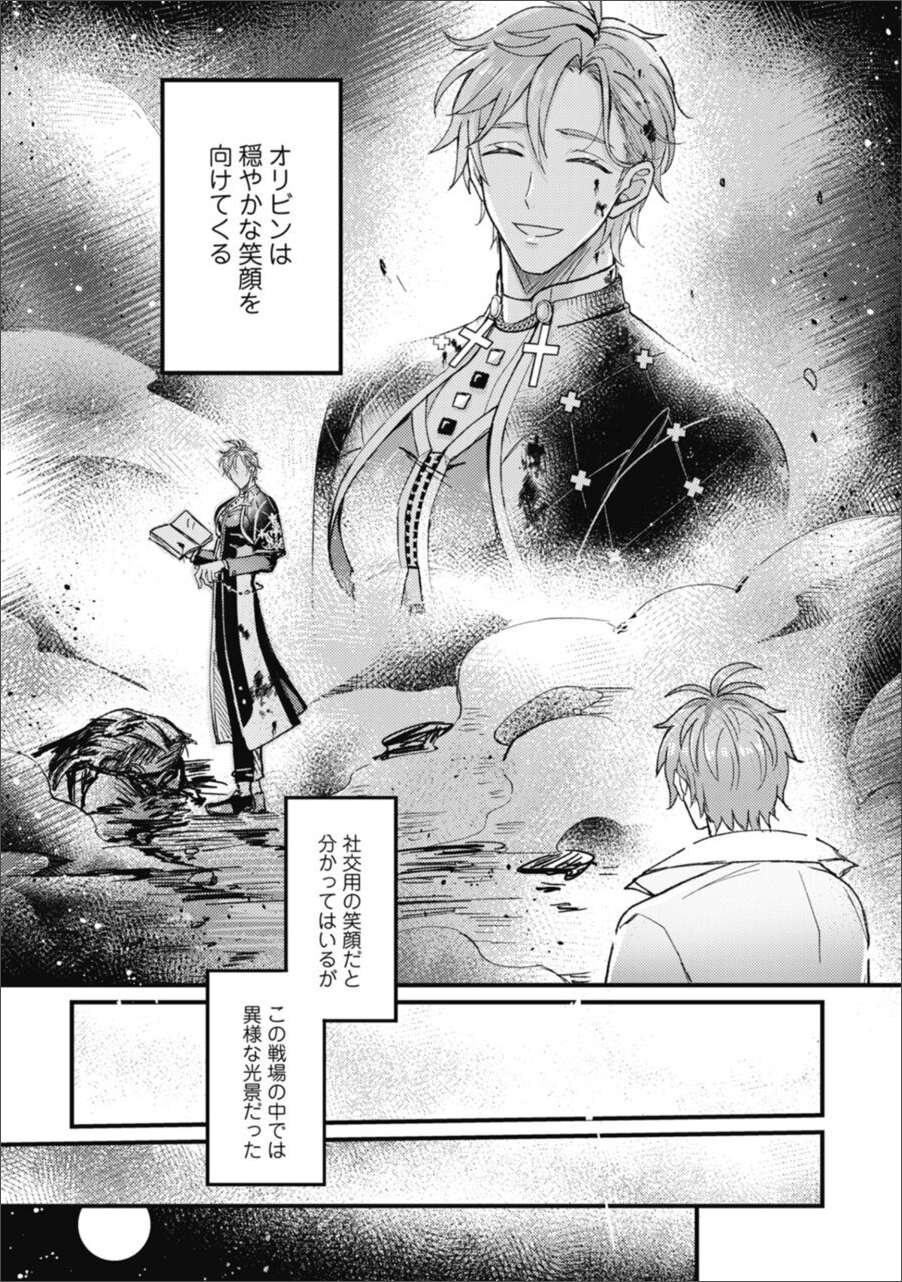 オリビンは
穏やかな笑顔を
向けてくる
社交用の笑顔だと
分かってはいるが
この戦場の中では
異様な光景だった